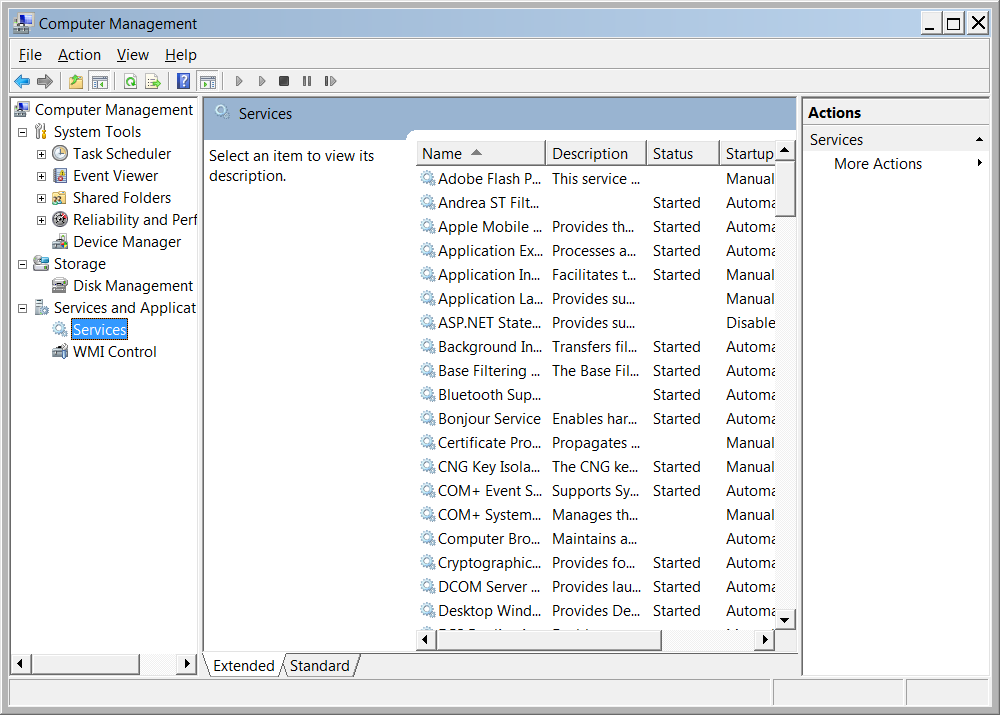 Computer Management
File Action View Help
Computer Management
System Tools
Task Scheduler
Event Viewer
Shared Folders
Reliability and Perf
Device Manager
Storage
Disk Management
Services and Applicat
Services
WMI Control
Services
Select an item to view its
description.
Name Description Status Startup
Adobe Flash P... This service ... Manual
Andrea ST Filt... Started Automa
Apple Mobile ... Provides th... Started Automa
Application Ex... Processes a... Started Automa
Application In... Facilitates t... Started Manual
Application La... Provides su... Manual
ASP.NET State... Provides su... Disable
Background In... Transfers fil... Started Automa
Base Filtering ... The Base Fil... Started Automa
Bluetooth Sup... Started Automa
Bonjour Service Enables har... Started Automa
Certificate Pro... Propagates ... Manual
CNG Key Isola... The CNG ke... Started Manual
COM+ Event S... Supports Sy... Started Automa
COM+ System... Manages th... Manual
Computer Bro... Maintains a... Automa
Cryptographic... Provides fo... Started Automa
DCOM Server ... Provides lau... Started Automa
Desktop Wind... Provides De... Started Automa
Extended Standard
Actions
Services
More Actions